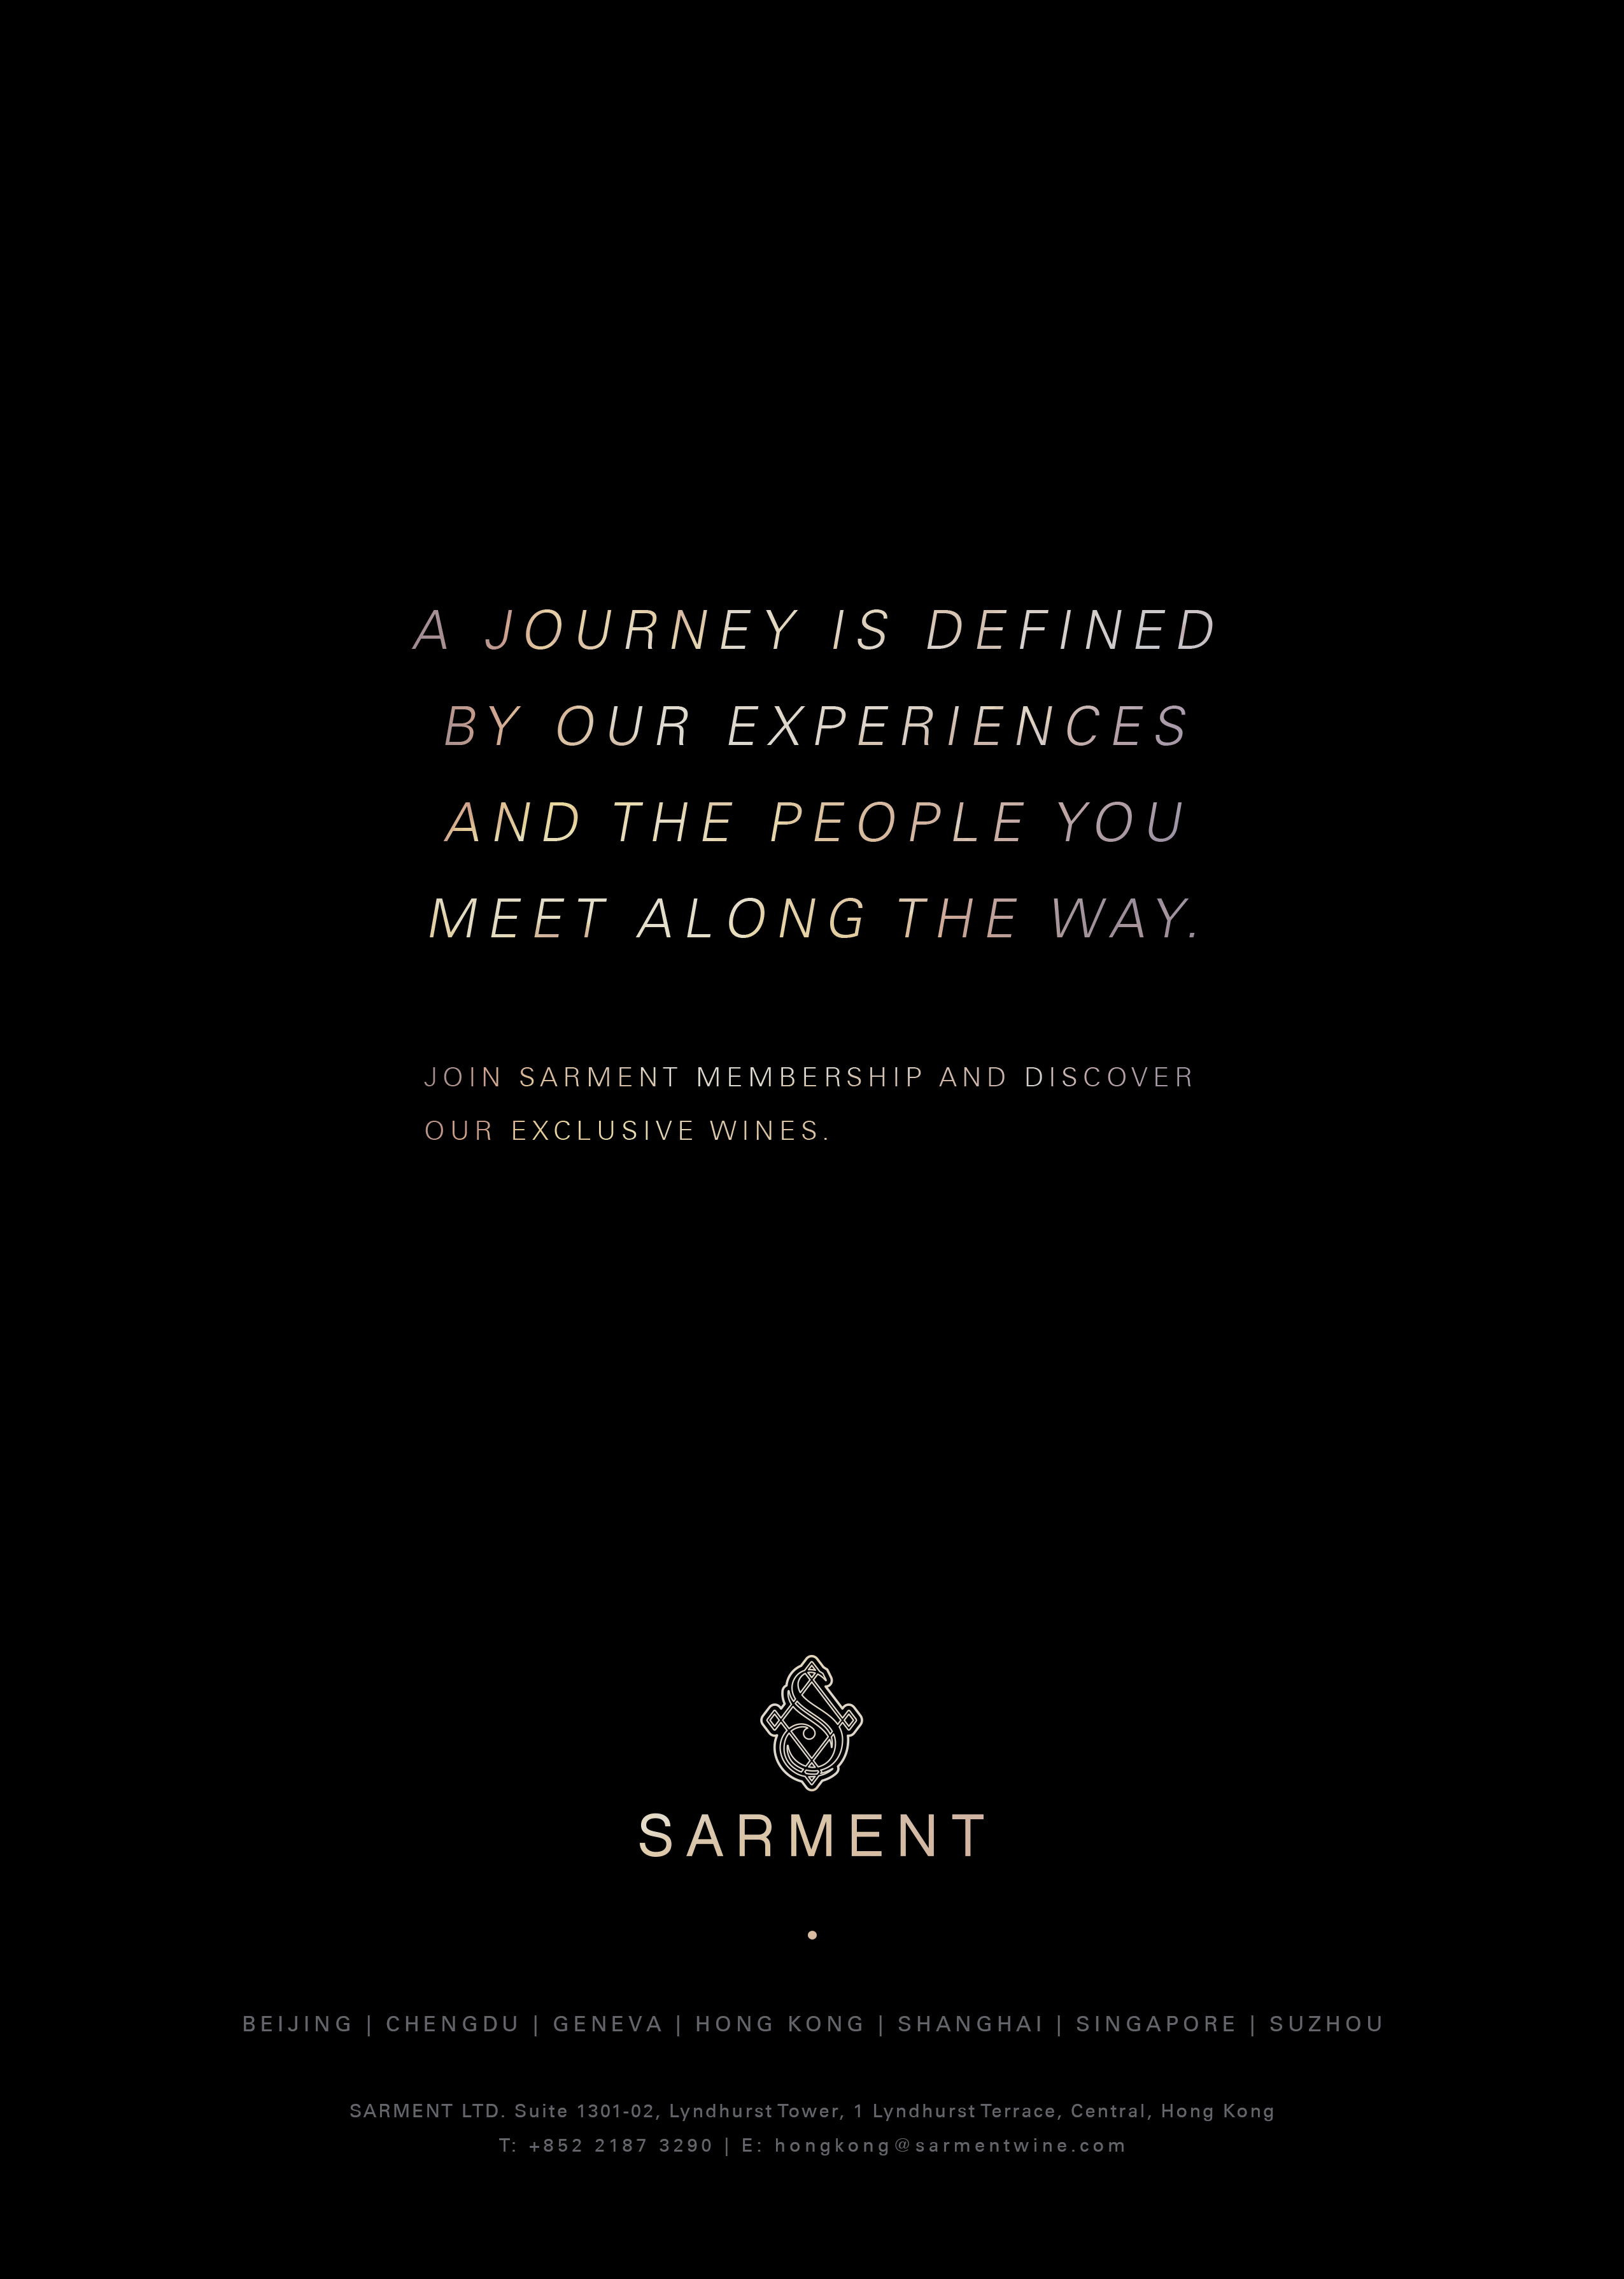 A JOURNEY IS DEFINED
BY OUR EXPERIENCES
AND THE PEOPLE YOU
MEET ALONG THE WAY.
JOIN SARMENT MEMBERSHIP AND DISCOVER
OUR EXCLUSIVE WINES.
SARMENT
BEIJING | CHENGDU | GENEVA | HONG KONG | SHANGHAI | SINGAPORE | SUZHOU
SARMENT LTD. Suite 1301-02, Lyndhurst Tower, 1 Lyndhurst Terrace, Central, Hong Kong
T: +852 2187 3290 | E: hongkong@sarmentwine.com